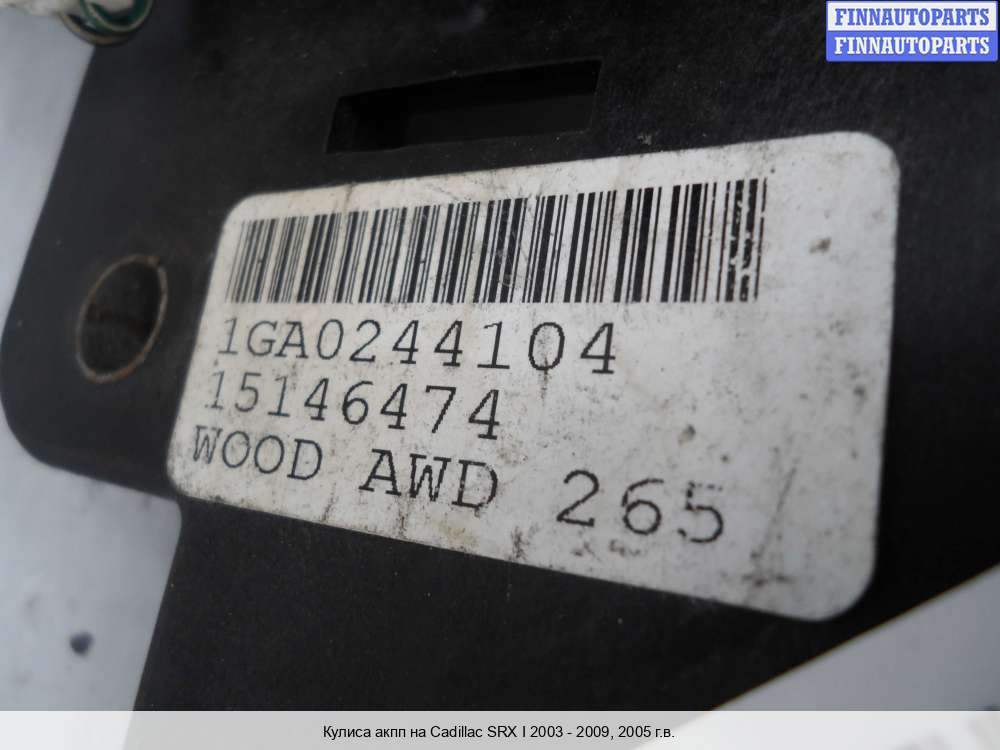 FINNAUTOPARTS
FINNAUTOPARTS
1GA0244104
15146474
WOOD AWD 265
Кулиса акпп на Cadillac SRX I 2003 - 2009, 2005 г.в.